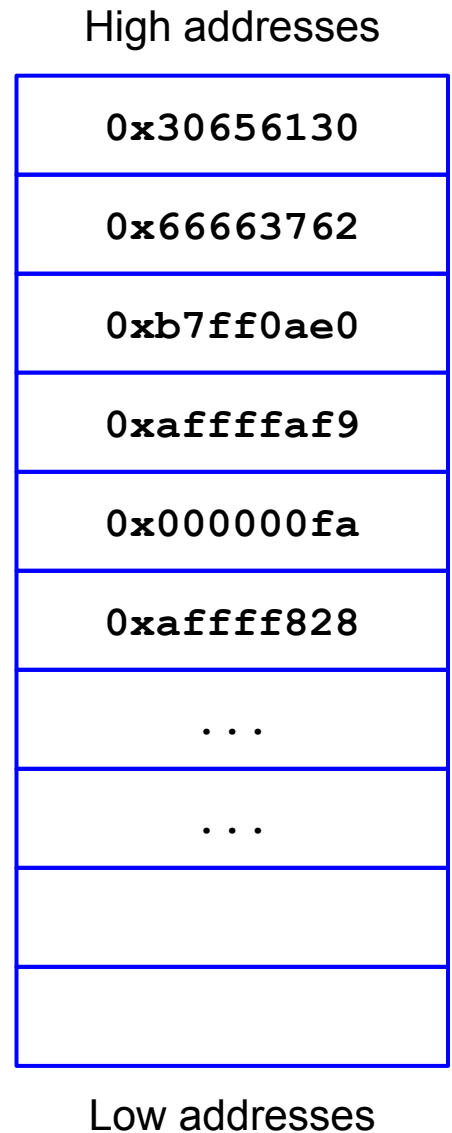 High addresses
0x30656130
0x66663762
0xb7ff0ae0
0xaffffaf9
0x000000fa
0xaffff828
...
...
Low addresses